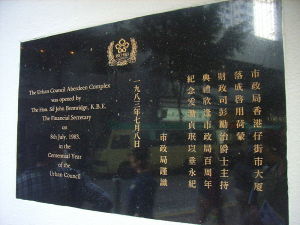 The Urban Council Aberdeen Complex
was opened by
The Hon. Sir John Bremridge, K.B.E.
The Financial Secretary
on
8th July, 1983,
in the
Centennial Year
of the
Urban Council
市政局香港仔街市大廈
落成啓用荷蒙
財政司彭勵治爵士主持
典禮欣逢市政局百周年
紀念爰勒貞珉以垂永紀
市政局謹識
一九八三年七月八日